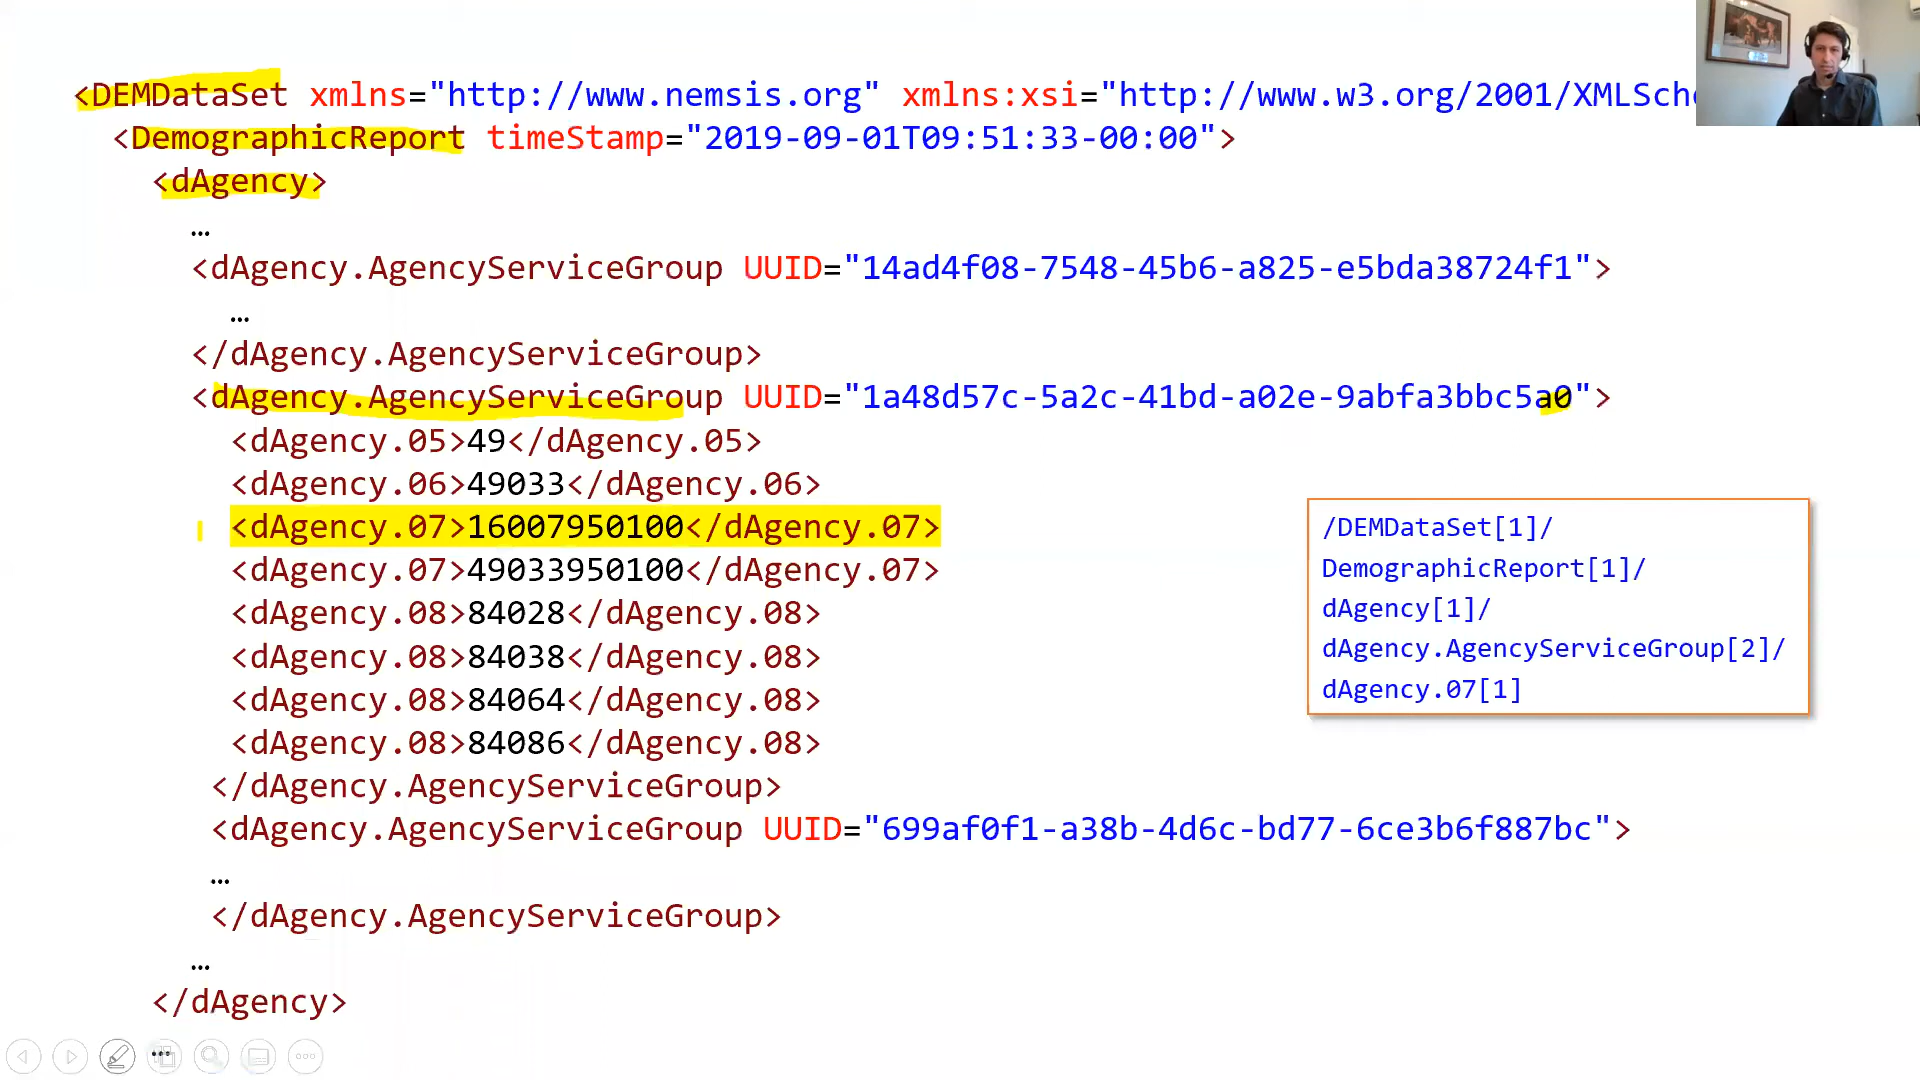 <DEMDataSet xmlns="http://www.nemsis.org" xmlns:xsi="http://www.w3.org/2001/XMLSch
<DemographicReport timeStamp="2019-09-01T09:51:33-00:00">
<dAgency>
…
<dAgency.AgencyServiceGroup UUID="14ad4f08-7548-45b6-a825-e5bda38724f1">
…
</dAgency.AgencyServiceGroup>
<dAgency.AgencyServiceGroup UUID="1a48d57c-5a2c-41bd-a02e-9abfa3bbc5a0">
<dAgency.05>49</dAgency.05>
<dAgency.06>49033</dAgency.06>
<dAgency.07>16007950100</dAgency.07>
<dAgency.07>49033950100</dAgency.07>
<dAgency.08>84028</dAgency.08>
<dAgency.08>84038</dAgency.08>
<dAgency.08>84064</dAgency.08>
<dAgency.08>84086</dAgency.08>
</dAgency.AgencyServiceGroup>
<dAgency.AgencyServiceGroup UUID="699af0f1-a38b-4d6c-bd77-6ce3b6f887bc">
…
</dAgency.AgencyServiceGroup>
…
</dAgency>
/DEMDataSet[1]/
DemographicReport[1]/
dAgency[1]/
dAgency.AgencyServiceGroup[2]/
dAgency.07[1]